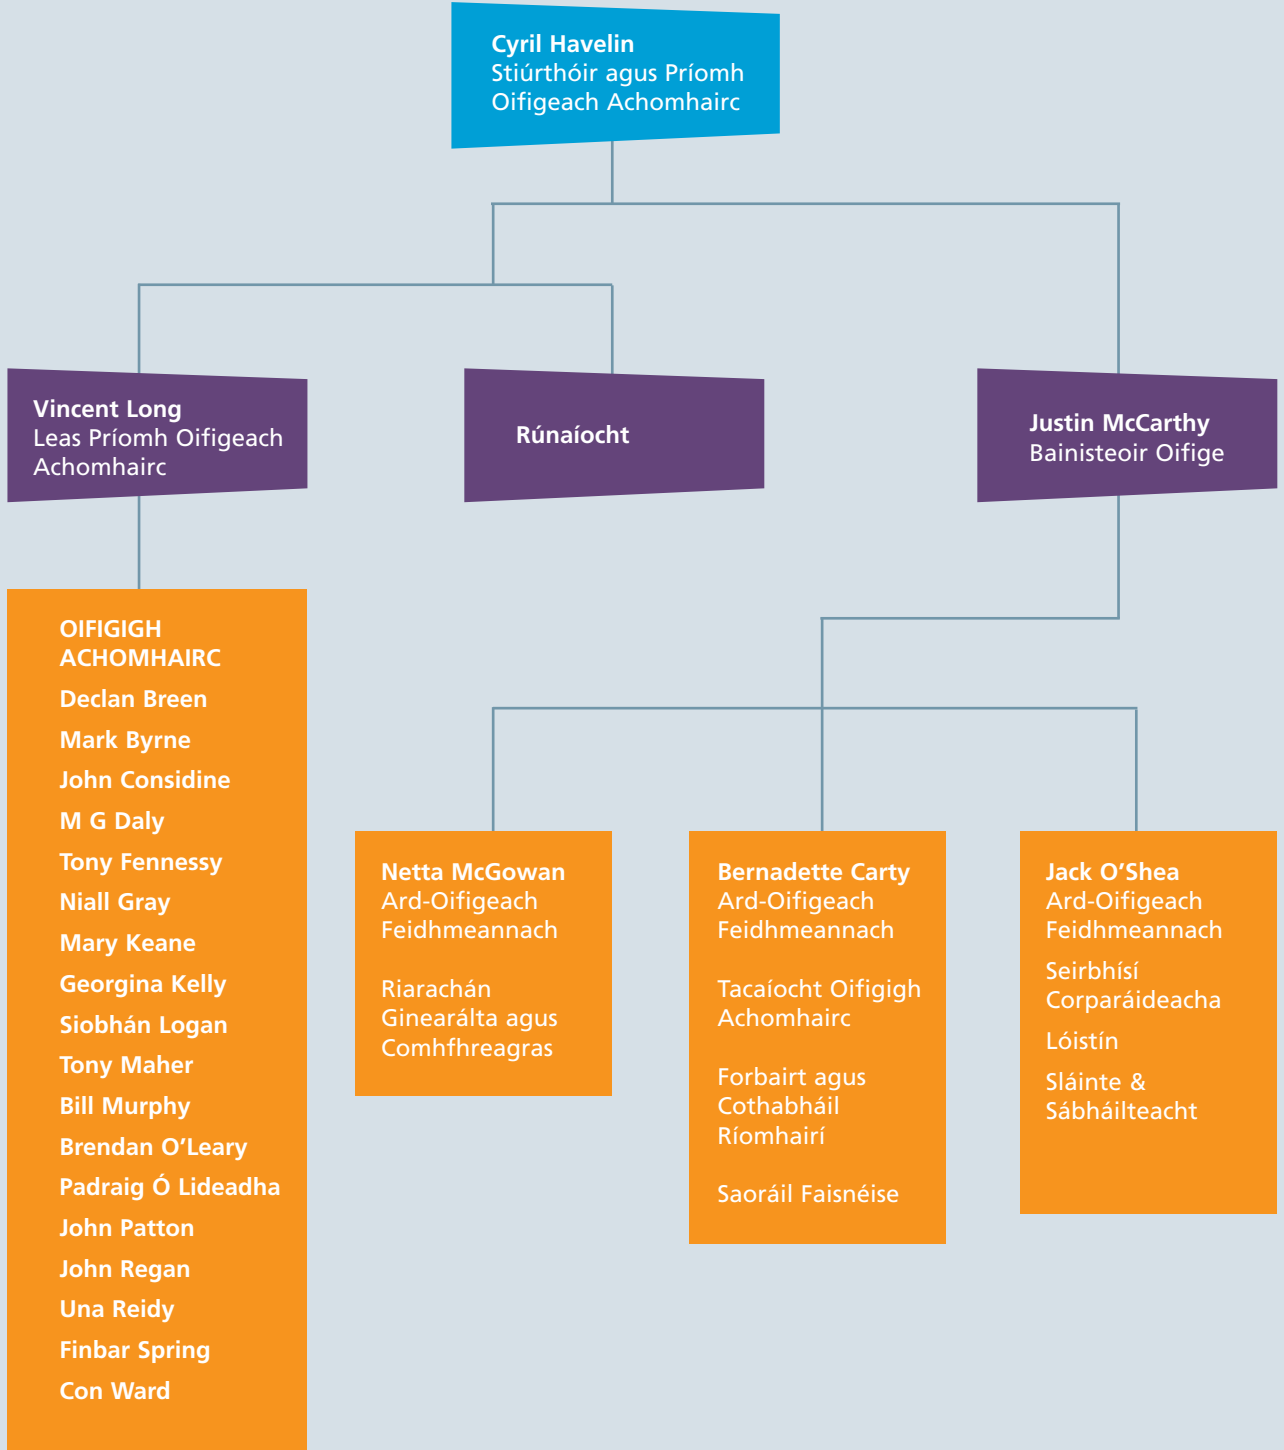 Cyril Havelin
Stiúrthóir agus Príomh
Oifigeach Achomhairc
Vincent Long
Leas Príomh Oifigeach
Achomhairc
Rúnaíocht
Justin McCarthy
Bainisteoir Oifige
OIFIGIGH
ACHOMHAIRC
Declan Breen
Mark Byrne
John Considine
M G Daly
Tony Fennessy
Niall Gray
Mary Keane
Georgina Kelly
Siobhán Logan
Tony Maher
Bill Murphy
Brendan O’Leary
Padraig Ó Lideadha
John Patton
John Regan
Una Reidy
Finbar Spring
Con Ward
Netta McGowan
Ard-Oifigeach
Feidhmeannach
Riarachán
Ginearálta agus
Comhfhreagras
Bernadette Carty
Ard-Oifigeach
Feidhmeannach
Tacaíocht Oifigigh
Achomhairc
Forbairt agus
Cothabháil
Ríomhairí
Saoráil Faisnéise
Jack O’Shea
Ard-Oifigeach
Feidhmeannach
Seirbhísí
Corparáideacha
Lóistín
Sláinte &
Sábháilteacht